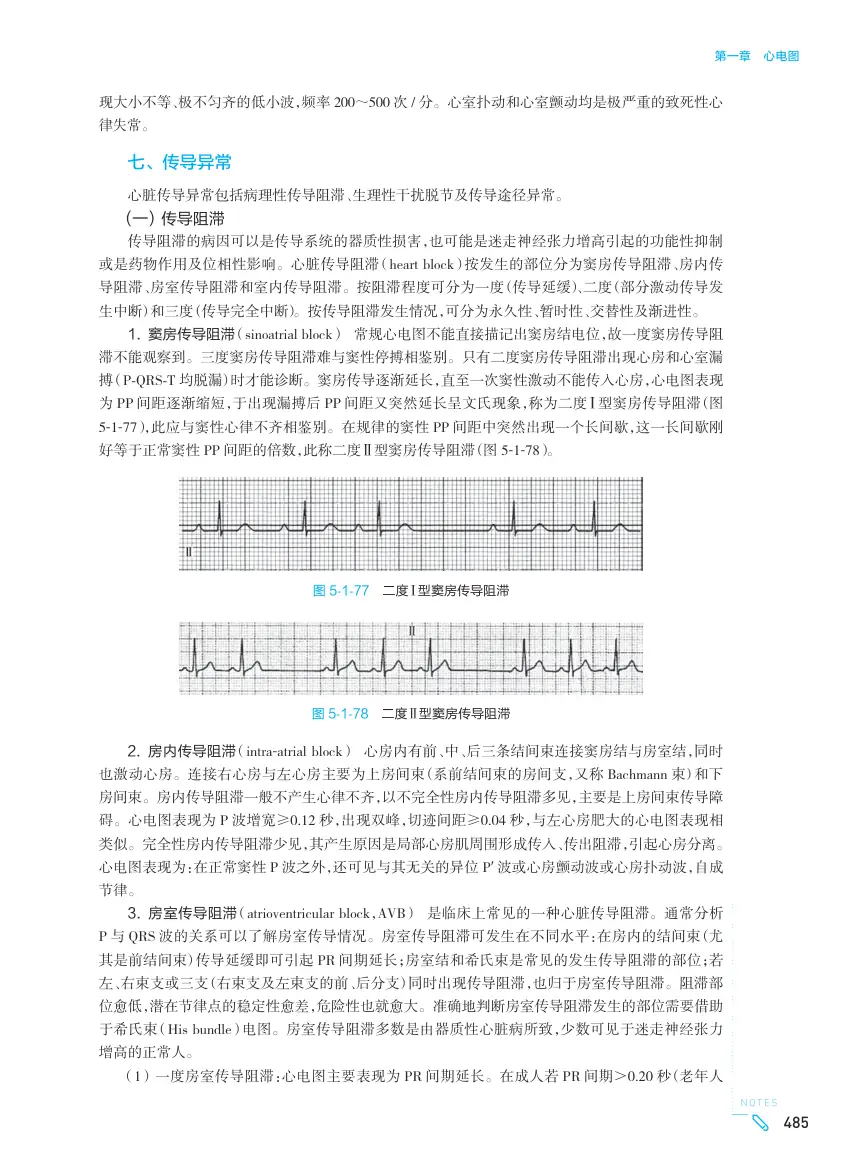 第一章 心电图
现大小不等、极不匀齐的低小波,频率 200～500 次 / 分。心室扑动和心室颤动均是极严重的致死性心
律失常。
七、传导异常
心脏传导异常包括病理性传导阻滞、生理性干扰脱节及传导途径异常。
(一) 传导阻滞
传导阻滞的病因可以是传导系统的器质性损害,也可能是迷走神经张力增高引起的功能性抑制
或是药物作用及位相性影响。心脏传导阻滞(heart block)按发生的部位分为窦房传导阻滞、房内传
导阻滞、房室传导阻滞和室内传导阻滞。按阻滞程度可分为一度(传导延缓)、二度(部分激动传导发
生中断)和三度(传导完全中断)。按传导阻滞发生情况,可分为永久性、暂时性、交替性及渐进性。
1. 窦房传导阻滞(sinoatrial block) 常规心电图不能直接描记出窦房结电位,故一度窦房传导阻
滞不能观察到。三度窦房传导阻滞难与窦性停搏相鉴别。只有二度窦房传导阻滞出现心房和心室漏
搏(P-QRS-T 均脱漏)时才能诊断。窦房传导逐渐延长,直至一次窦性激动不能传入心房,心电图表现
为 PP 间距逐渐缩短,于出现漏搏后 PP 间距又突然延长呈文氏现象,称为二度Ⅰ型窦房传导阻滞(图
5-1-77),此应与窦性心律不齐相鉴别。在规律的窦性 PP 间距中突然出现一个长间歇,这一长间歇刚
好等于正常窦性 PP 间距的倍数,此称二度Ⅱ型窦房传导阻滞(图 5-1-78)。
Ⅱ
图 5-1-77 二度Ⅰ型窦房传导阻滞
Ⅱ
图 5-1-78 二度Ⅱ型窦房传导阻滞
2. 房内传导阻滞(intra-atrial block) 心房内有前、中、后三条结间束连接窦房结与房室结,同时
也激动心房。连接右心房与左心房主要为上房间束(系前结间束的房间支,又称 Bachmann 束)和下
房间束。房内传导阻滞一般不产生心律不齐,以不完全性房内传导阻滞多见,主要是上房间束传导障
碍。心电图表现为 P 波增宽≥0.12 秒,出现双峰,切迹间距≥0.04 秒,与左心房肥大的心电图表现相
类似。完全性房内传导阻滞少见,其产生原因是局部心房肌周围形成传入、传出阻滞,引起心房分离。
心电图表现为:在正常窦性 P 波之外,还可见与其无关的异位 P′ 波或心房颤动波或心房扑动波,自成
节律。
3. 房室传导阻滞(atrioventricular block,AVB) 是临床上常见的一种心脏传导阻滞。通常分析
P 与 QRS 波的关系可以了解房室传导情况。房室传导阻滞可发生在不同水平:在房内的结间束(尤
其是前结间束)传导延缓即可引起 PR 间期延长;房室结和希氏束是常见的发生传导阻滞的部位;若
左、右束支或三支(右束支及左束支的前、后分支)同时出现传导阻滞,也归于房室传导阻滞。阻滞部
位愈低,潜在节律点的稳定性愈差,危险性也就愈大。准确地判断房室传导阻滞发生的部位需要借助
于希氏束(His bundle)电图。房室传导阻滞多数是由器质性心脏病所致,少数可见于迷走神经张力
增高的正常人。
(1) 一度房室传导阻滞:心电图主要表现为 PR 间期延长。在成人若 PR 间期＞0.20 秒(老年人
NOTES
485